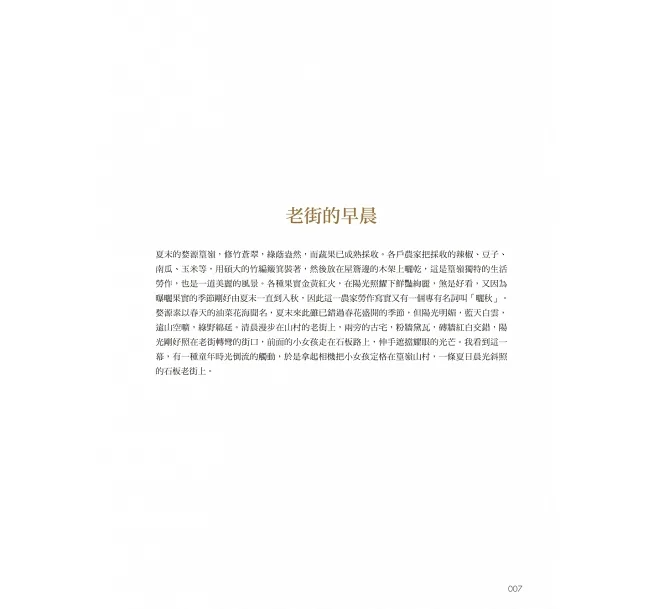 老街的早晨
夏末的婺源篁嶺，修竹蒼翠，綠蔭盎然，而蔬果已成熟採收。各戶農家把採收的辣椒、豆子、
南瓜、玉米等，用碩大的竹編簸箕裝著，然後放在屋簷邊的木架上曬乾，這是篁嶺獨特的生活
勞作，也是一道美麗的風景。各種果實金黃紅火，在陽光照耀下鮮豔絢麗，煞是好看，又因為
曝曬果實的季節剛好由夏末一直到入秋，因此這一農家勞作寫實又有一個專有名詞叫「曬秋」。
婺源素以春天的油菜花海聞名，夏末來此雖已錯過春花盛開的季節，但陽光明媚，藍天白雲，
遠山空曠，綠野綿延。清晨漫步在山村的老街上，兩旁的古宅，粉牆黛瓦，磚牆紅白交錯，陽
光剛好照在老街轉彎的街口，前面的小女孩走在石板路上，伸手遮擋耀眼的光芒。我看到這一
幕，有一種童年時光倒流的觸動，於是拿起相機把小女孩定格在篁嶺山村，一條夏日晨光斜照
的石板老街上。
007